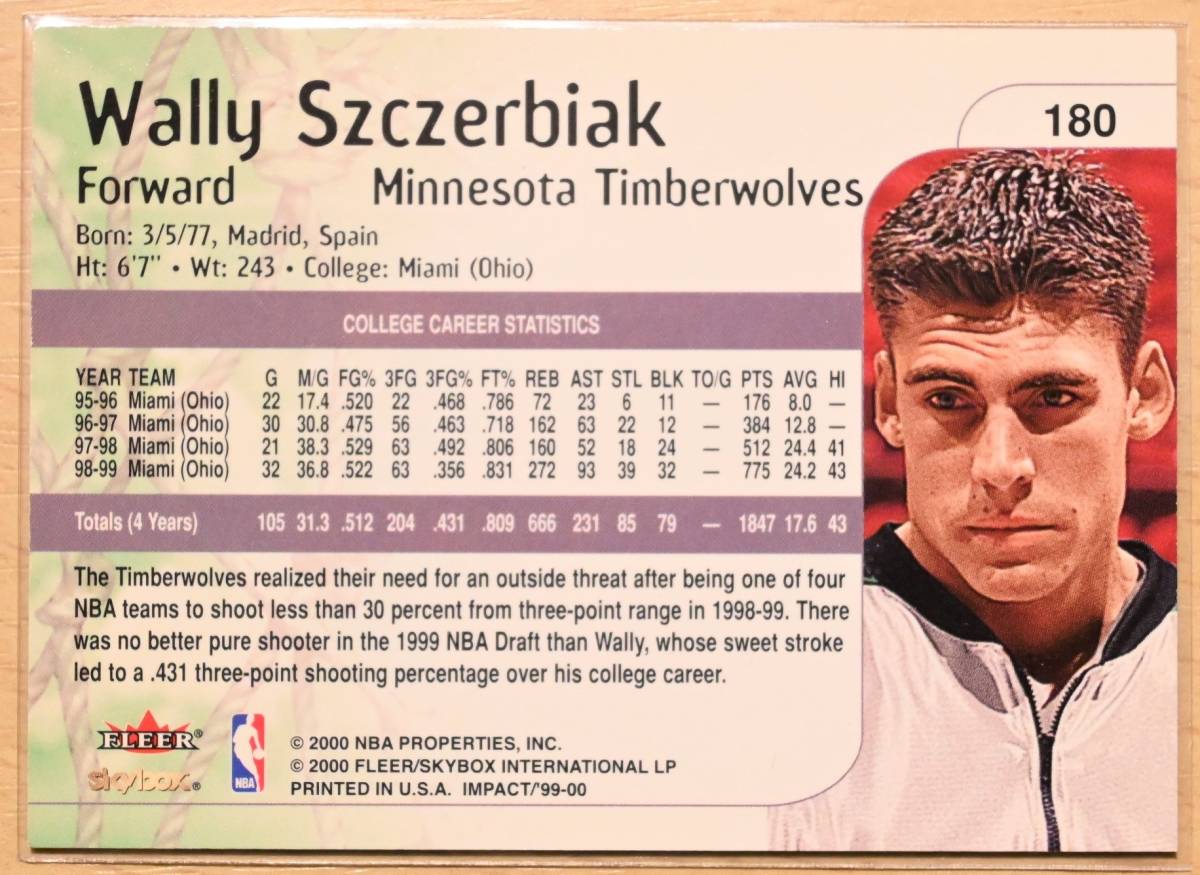 180
Wally Szczerbiak
Forward Minnesota Timberwolves
Born: 3/5/77, Madrid, Spain
Ht: 6'7" • Wt: 243 • College: Miami (Ohio)
COLLEGE CAREER STATISTICS
YEAR TEAM G M/G FG% 3FG 3FG% FT% REB AST STL BLK TO/G PTS AVG HI
95-96 Miami (Ohio) 22 17.4 .520 22 .468 .786 72 23 6 11 — 176 8.0 —
96-97 Miami (Ohio) 30 30.8 .475 56 .463 .718 162 63 22 12 — 384 12.8 —
97-98 Miami (Ohio) 21 38.3 .529 63 .492 .806 160 52 18 24 — 512 24.4 41
98-99 Miami (Ohio) 32 36.8 .522 63 .356 .831 272 93 39 32 — 775 24.2 43
Totals (4 Years) 105 31.3 .512 204 .431 .809 666 231 85 79 — 1847 17.6 43
The Timberwolves realized their need for an outside threat after being one of four
NBA teams to shoot less than 30 percent from three-point range in 1998-99. There
was no better pure shooter in the 1999 NBA Draft than Wally, whose sweet stroke
led to a .431 three-point shooting percentage over his college career.
FLEER®
skybox®
NBA
© 2000 NBA PROPERTIES, INC.
© 2000 FLEER/SKYBOX INTERNATIONAL LP
PRINTED IN U.S.A. IMPACT/'99-00